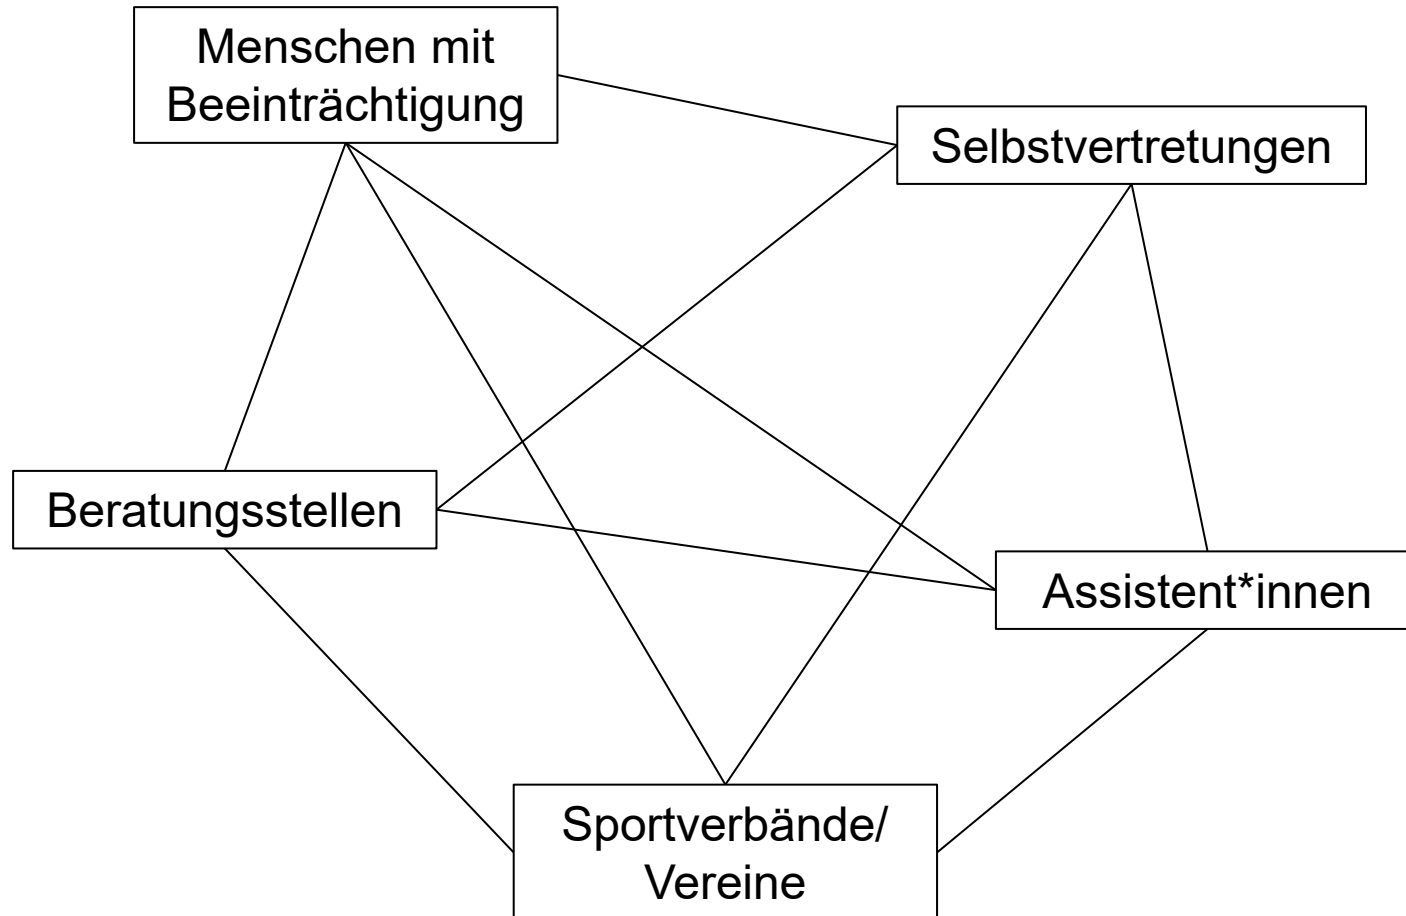 Menschen mit
Beeinträchtigung
Selbstvertretungen
Beratungsstellen
Assistent*innen
Sportverbände/
Vereine